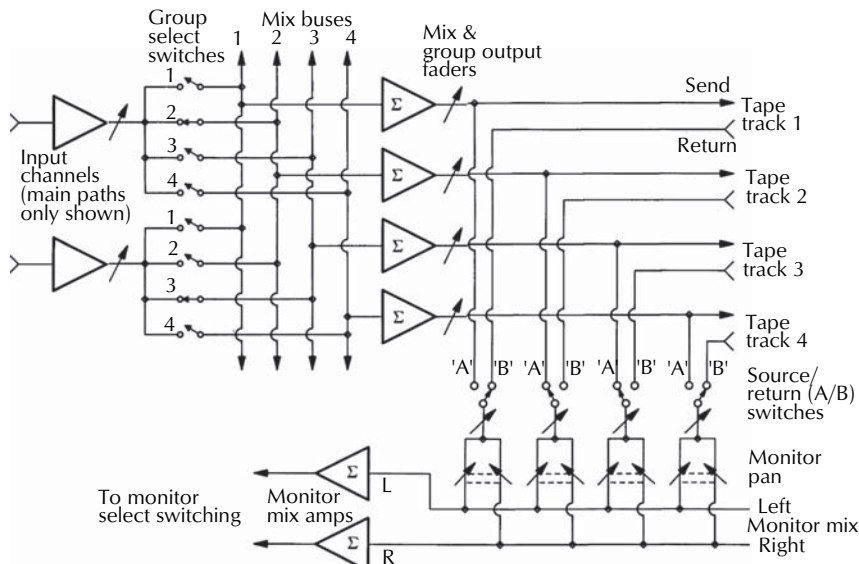 Group
select
switches
Mix buses
1
2
3
4
Mix &
group output
faders
1
2
3
4
1
2
3
4
Input
channels
(main paths
only shown)
Σ
Σ
Σ
Σ
Send
Return
Tape
track 1
Tape
track 2
Tape
track 3
Tape
track 4
'A'
'B'
'A'
'B'
'A'
'B'
'A'
'B'
Source/
return (A/B)
switches
Monitor
pan
Left
Monitor mix
Right
To monitor
select switching
Monitor
mix amps
Σ
L
Σ
R